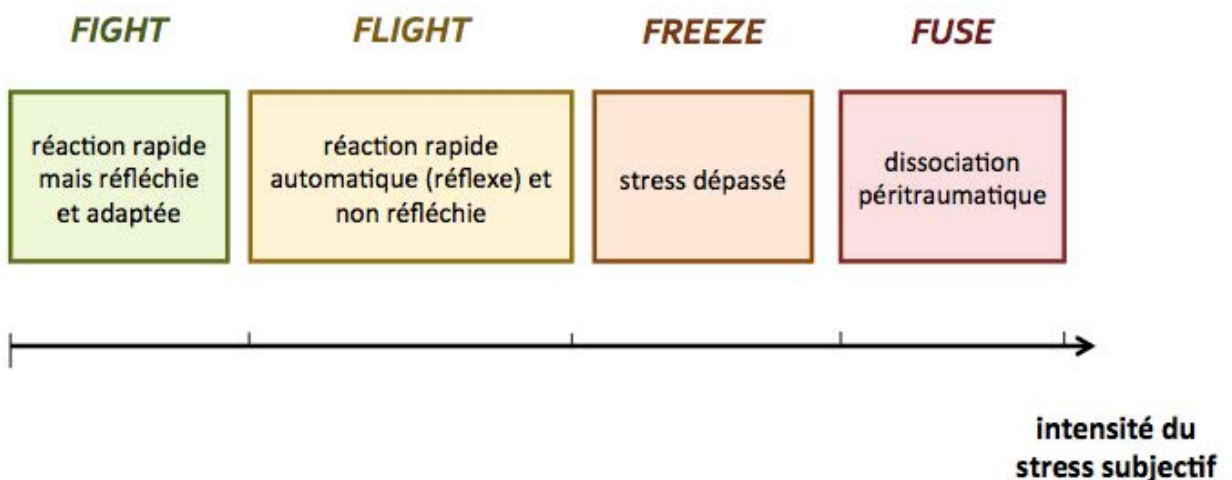 FIGHT
FLIGHT
FREEZE
FUSE
réaction rapide
mais réfléchie
et adaptée
réaction rapide
automatique (réflexe) et
non réfléchie
stress dépassé
dissociation
péritraumatique
intensité du
stress subjectif